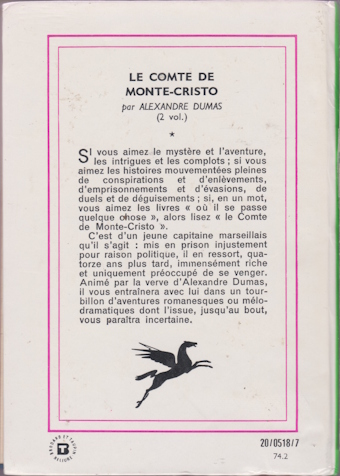 LE COMTE DE
MONTE-CRISTO
par ALEXANDRE DUMAS
(2 vol.)
★
SI vous aimez le mystère et l'aventure,
les intrigues et les complots ; si vous
aimez les histoires mouvementées pleines
de conspirations et d'enlèvements,
d'emprisonnements et d'évasions, de
duels et de déguisements ; si, en un mot,
vous aimez les livres « où il se passe
quelque chose », alors lisez « le Comte
de Monte-Cristo ».
C'est d'un jeune capitaine marseillais
qu'il s'agit : mis en prison injustement
pour raison politique, il en ressort, qua-
torze ans plus tard, immensément riche
et uniquement préoccupé de se venger.
Animé par la verve d'Alexandre Dumas,
il vous entraînera avec lui dans un tour-
billon d'aventures romanesques ou mélo-
dramatiques dont l'issue, jusqu'au bout,
vous paraîtra incertaine.
BRODARD ET TAUPIN
RELIURE
20/0518/7
74.2